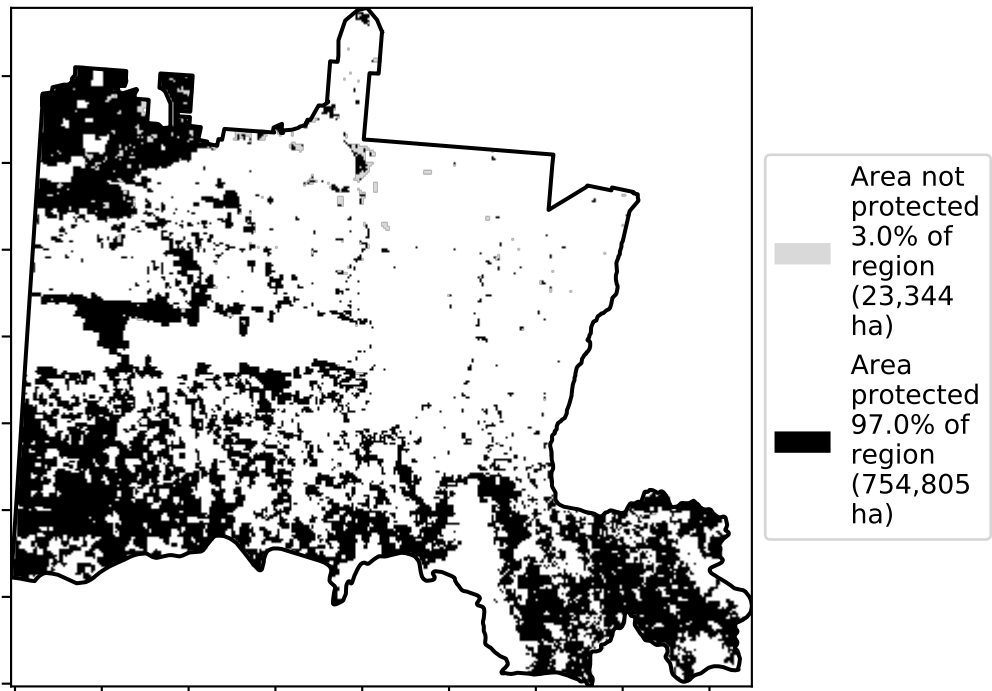 Area not
protected
3.0% of
region
(23,344
ha)
Area
protected
97.0% of
region
(754,805
ha)